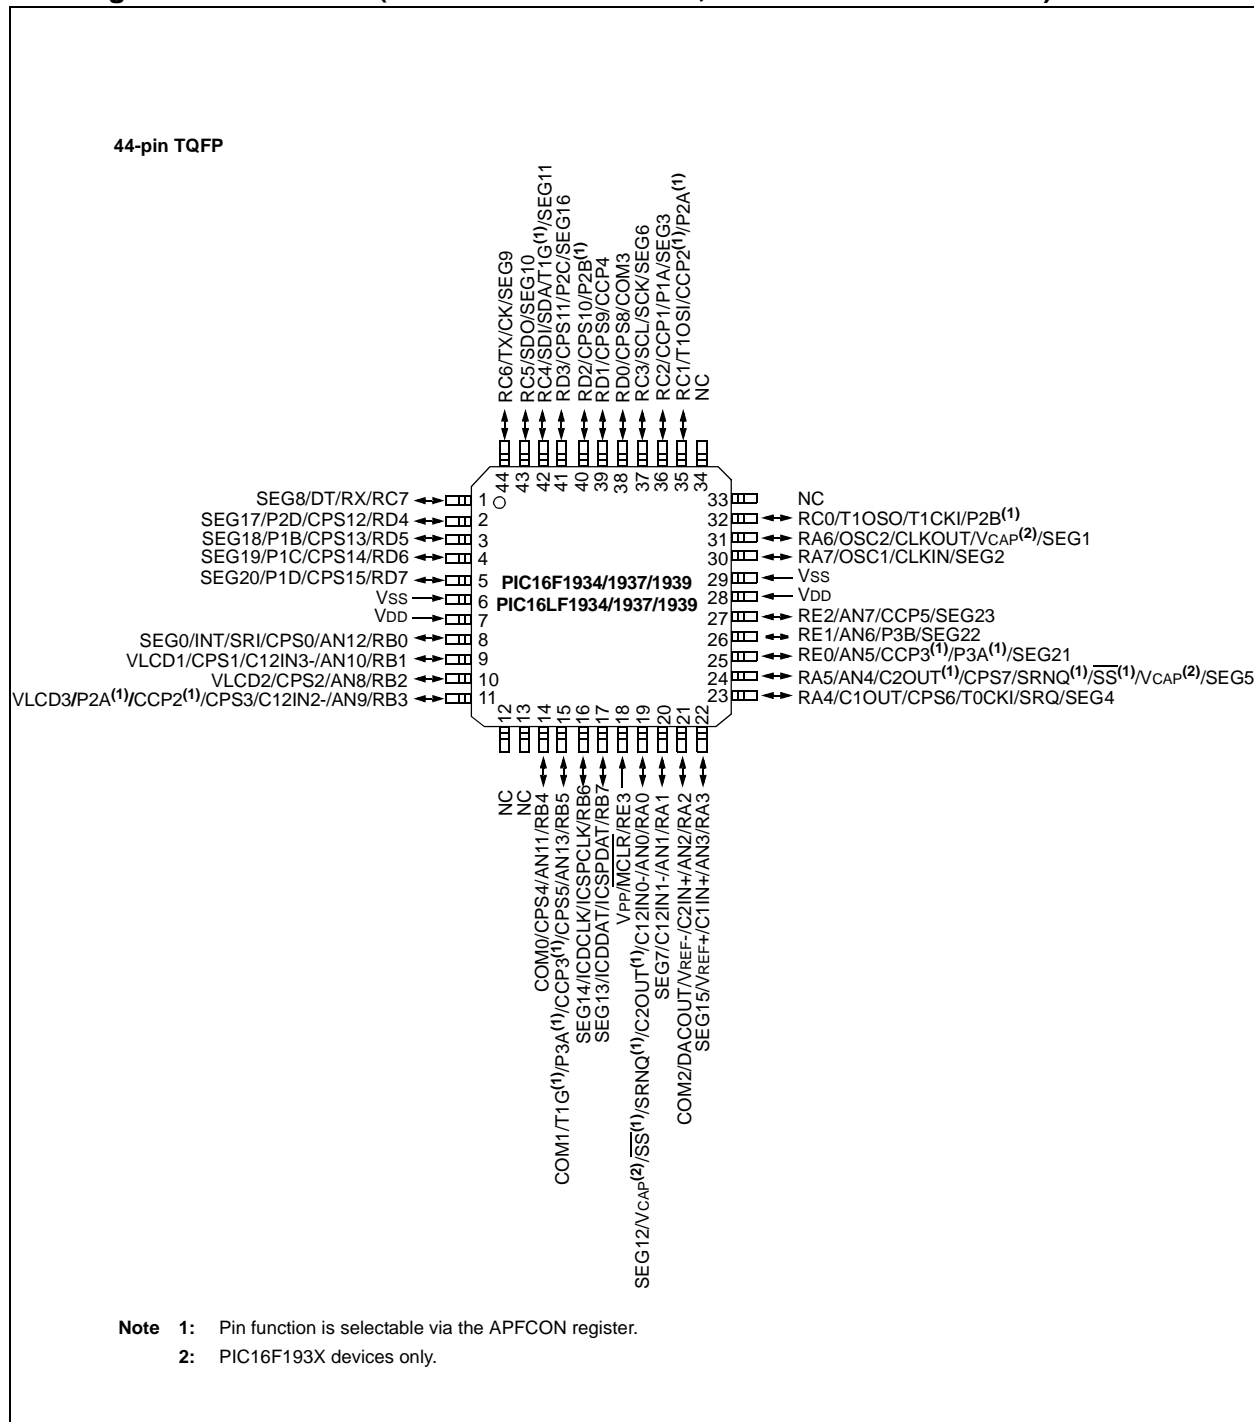 44-pin TQFP
RC6/TX/CK/SEG9
RC5/SDO/SEG10
RC4/SDI/SDA/T1G(1)/SEG11
RD3/CPS11/P2C/SEG16
RD2/CPS10/P2B(1)
RD1/CPS9/CCP4
RD0/CPS8/COM3
RC3/SCL/SCK/SEG6
RC2/CCP1/P1A/SEG3
RC1/T1OSI/CCP2(1)/P2A(1)
NC
44 43 42 41 40 39 38 37 36 35 34
SEG8/DT/RX/RC7 1
SEG17/P2D/CPS12/RD4 2
SEG18/P1B/CPS13/RD5 3
SEG19/P1C/CPS14/RD6 4
SEG20/P1D/CPS15/RD7 5
VSS 6
VDD 7
SEG0/INT/SRI/CPS0/AN12/RB0 8
VLCD1/CPS1/C12IN3-/AN10/RB1 9
VLCD2/CPS2/AN8/RB2 10
VLCD3/P2A(1)/CCP2(1)/CPS3/C12IN2-/AN9/RB3 11
PIC16F1934/1937/1939
PIC16LF1934/1937/1939
33 NC
32 RC0/T1OSO/T1CKI/P2B(1)
31 RA6/OSC2/CLKOUT/VCAP(2)/SEG1
30 RA7/OSC1/CLKIN/SEG2
29 VSS
28 VDD
27 RE2/AN7/CCP5/SEG23
26 RE1/AN6/P3B/SEG22
25 RE0/AN5/CCP3(1)/P3A(1)/SEG21
24 RA5/AN4/C2OUT(1)/CPS7/SRNQ(1)/SS(1)/VCAP(2)/SEG5
23 RA4/C1OUT/CPS6/T0CKI/SRQ/SEG4
12 13 14 15 16 17 18 19 20 21 22
NC
NC
COM0/CPS4/AN11/RB4
COM1/T1G(1)/P3A(1)/CCP3(1)/CPS5/AN13/RB5
SEG14/ICDCLK/ICSPCLK/RB6
SEG13/ICDDAT/ICSPDAT/RB7
VPP/MCLR/RE3
SEG12/VCAP(2)/SS(1)/SRNQ(1)/C2OUT(1)/C12IN0-/AN0/RA0
SEG7/C12IN1-/AN1/RA1
COM2/DACOUT/VREF-/C2IN+/AN2/RA2
SEG15/VREF+/C1IN+/AN3/RA3
Note 1: Pin function is selectable via the APFCON register.
2: PIC16F193X devices only.